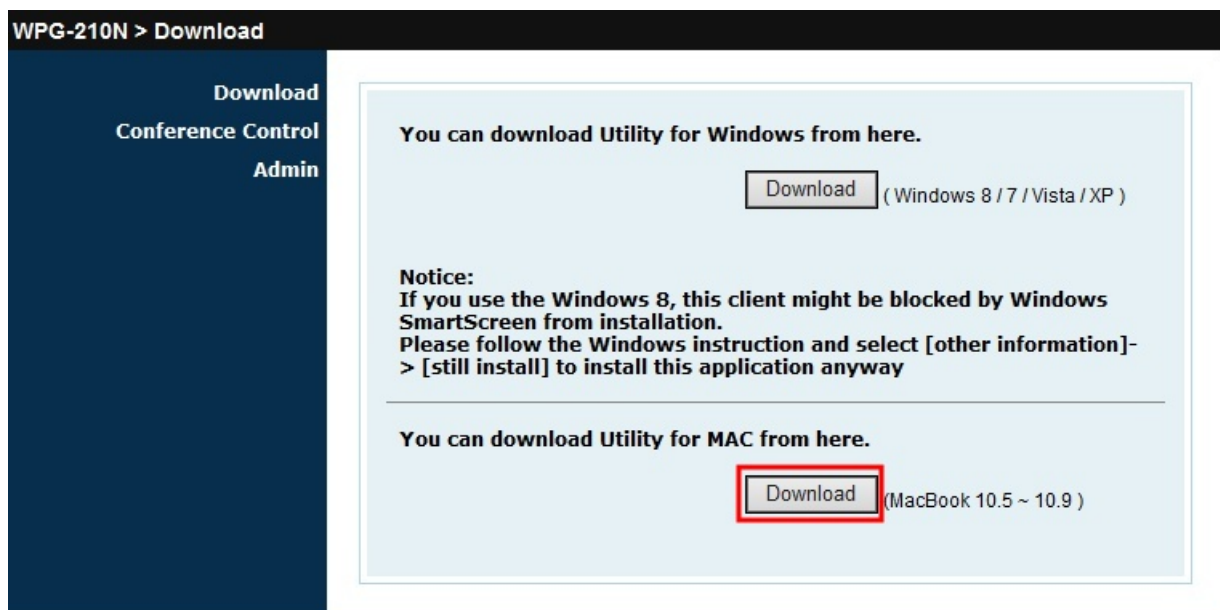 WPG-210N > Download
Download
Conference Control
Admin
You can download Utility for Windows from here.
Download ( Windows 8 / 7 / Vista / XP )
Notice:
If you use the Windows 8, this client might be blocked by Windows
SmartScreen from installation.
Please follow the Windows instruction and select [other information]-
> [still install] to install this application anyway
You can download Utility for MAC from here.
Download (MacBook 10.5 ~ 10.9 )